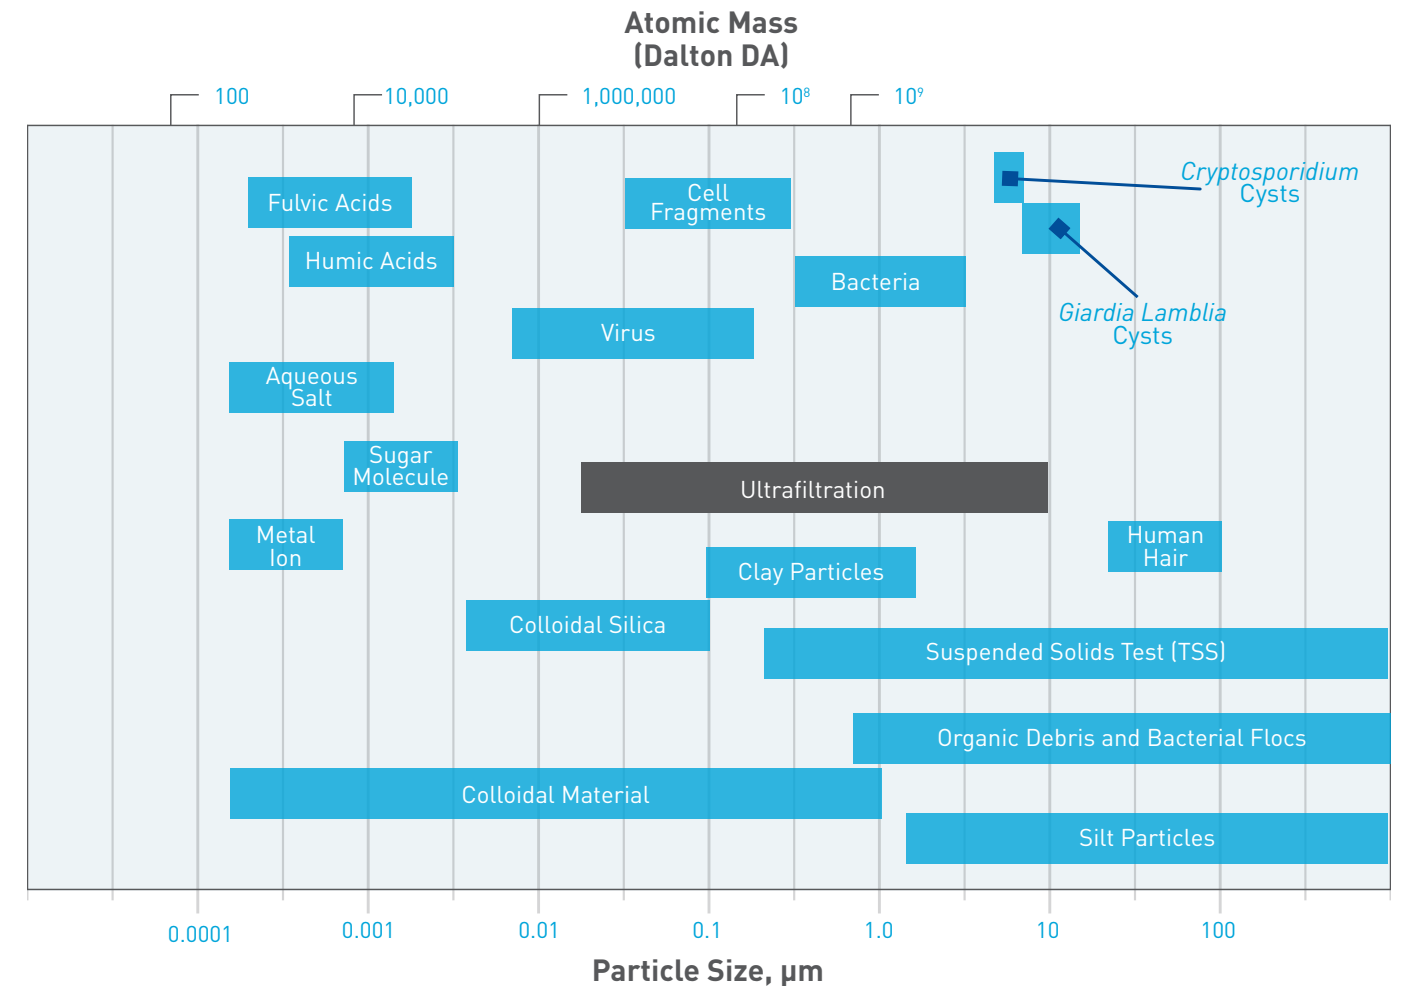 Atomic Mass
(Dalton DA)
100
10,000
1,000,000
10⁸
10⁹
Cryptosporidium
Cysts
Fulvic Acids
Cell
Fragments
Humic Acids
Bacteria
Giardia Lamblia
Cysts
Virus
Aqueous
Salt
Sugar
Molecule
Ultrafiltration
Metal
Ion
Human
Hair
Clay Particles
Colloidal Silica
Suspended Solids Test (TSS)
Organic Debris and Bacterial Flocs
Colloidal Material
Silt Particles
0.0001
0.001
0.01
0.1
1.0
10
100
Particle Size, µm